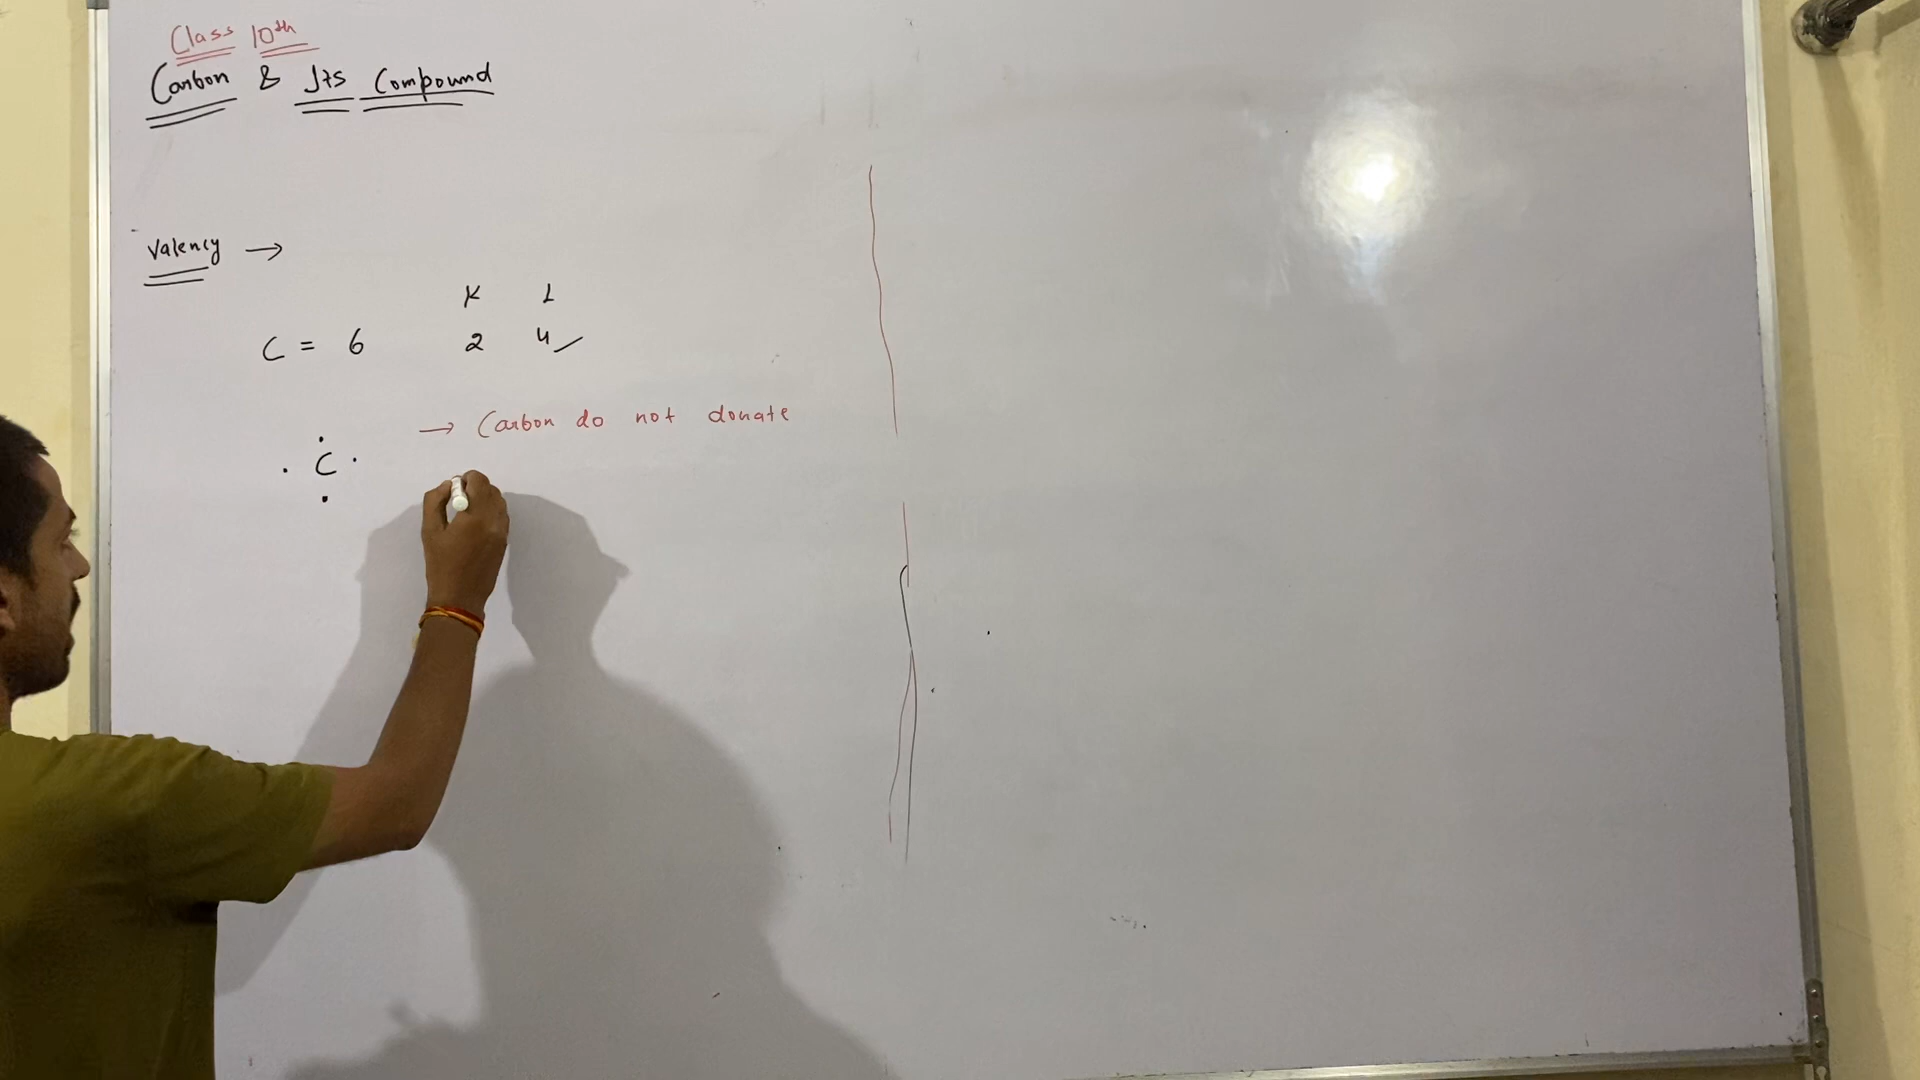 Class 10th
Carbon & Its Compound
Valency →
K L
C = 6 2 4
→ Carbon do not donate
C